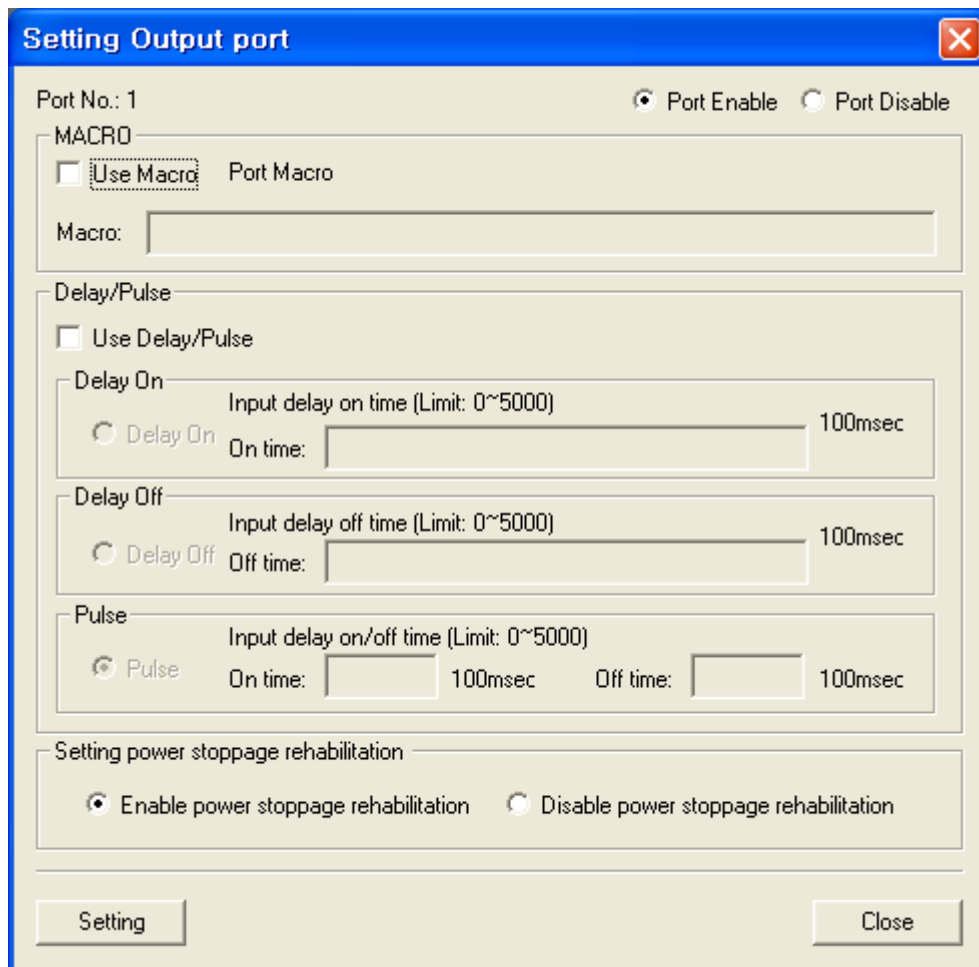 Setting Output port
Port No.: 1
Port Enable
Port Disable
MACRO
Use Macro
Port Macro
Macro:
Delay/Pulse
Use Delay/Pulse
Delay On
Input delay on time (Limit: 0~5000)
Delay On
On time:
100msec
Delay Off
Input delay off time (Limit: 0~5000)
Delay Off
Off time:
100msec
Pulse
Input delay on/off time (Limit: 0~5000)
Pulse
On time:
100msec
Off time:
100msec
Setting power stoppage rehabilitation
Enable power stoppage rehabilitation
Disable power stoppage rehabilitation
Setting
Close